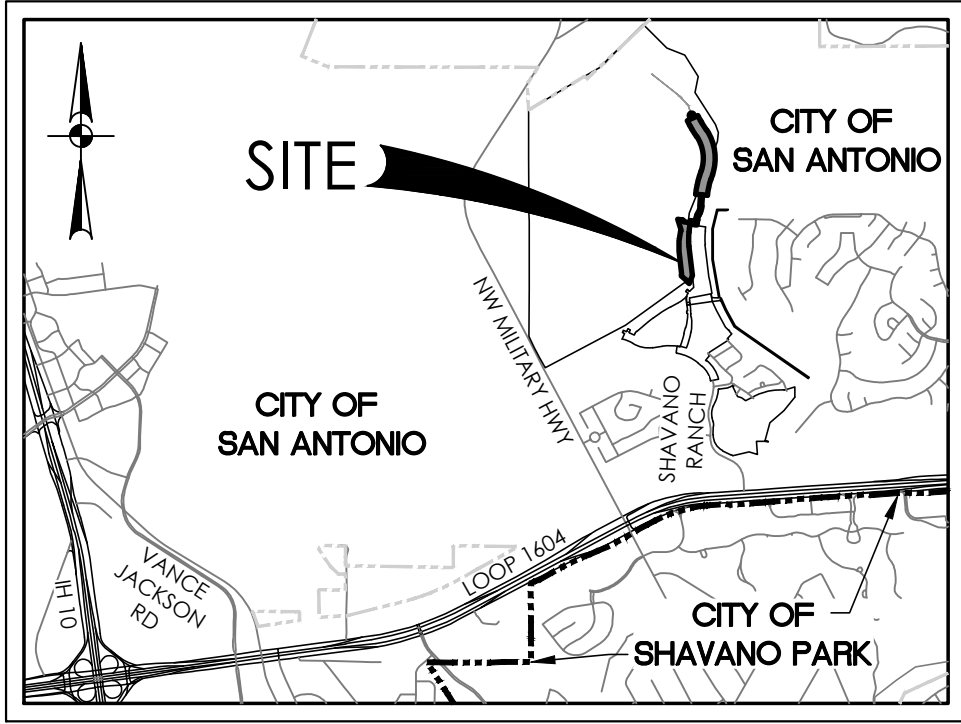 CITY OF
SAN ANTONIO
SITE
NW MILITARY HWY
CITY OF
SAN ANTONIO
SHAVANO
RANCH
LOOP 1604
VANCE
JACKSON
RD
IH 10
CITY OF
SHAVANO PARK